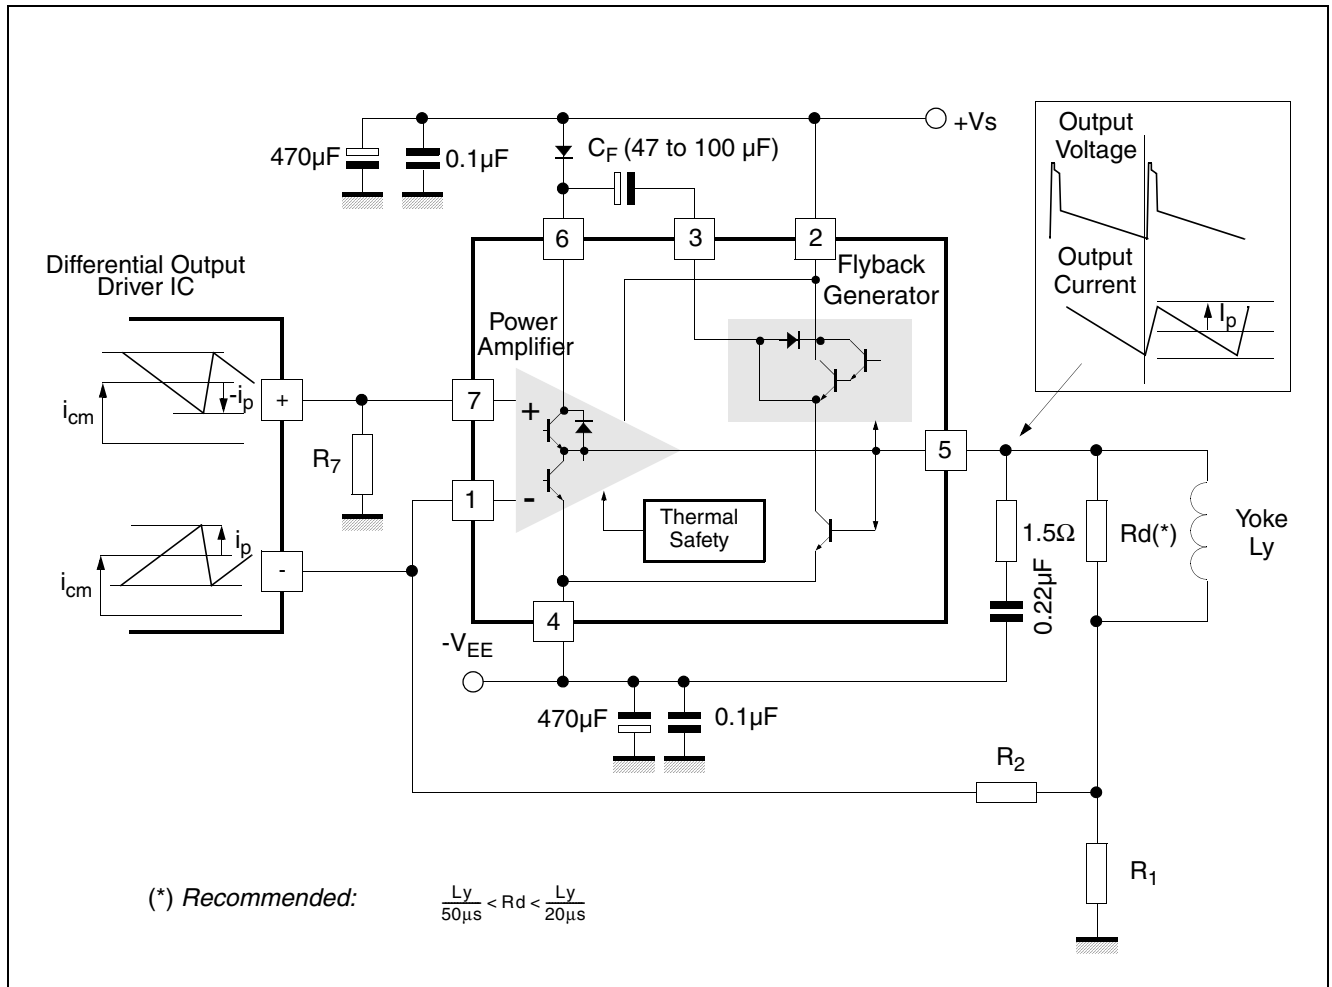 +Vs
Output
Voltage
470µF
0.1µF
C_F (47 to 100 µF)
6
3
2
Output
Current
I_p
Differential Output
Driver IC
Flyback
Generator
Power
Amplifier
-i_p
i_cm
+
7
+
R_7
5
1
-
Thermal
Safety
1.5Ω
Rd(*)
Yoke
Ly
i_p
i_cm
-
0.22µF
4
-V_EE
470µF
0.1µF
R_2
R_1
(*) Recommended:
Ly
50µs
< Rd <
Ly
20µs